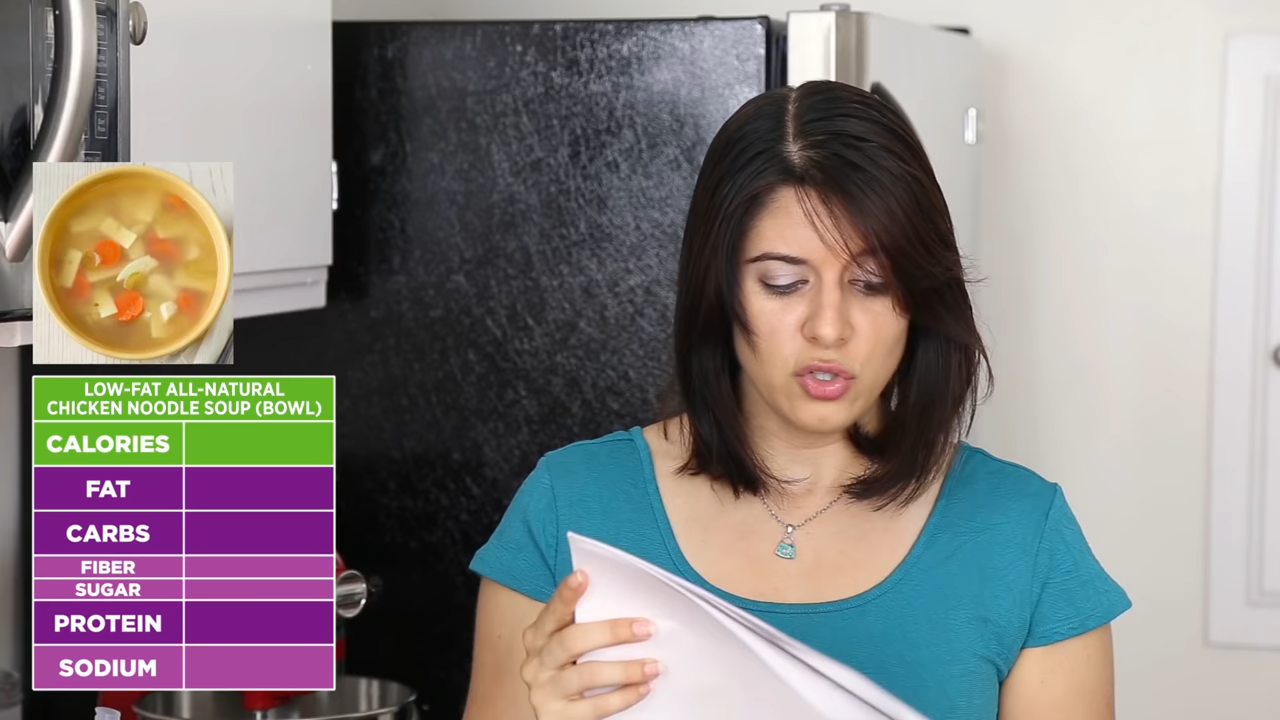 LOW-FAT ALL-NATURAL
CHICKEN NOODLE SOUP (BOWL)
CALORIES
FAT
CARBS
FIBER
SUGAR
PROTEIN
SODIUM